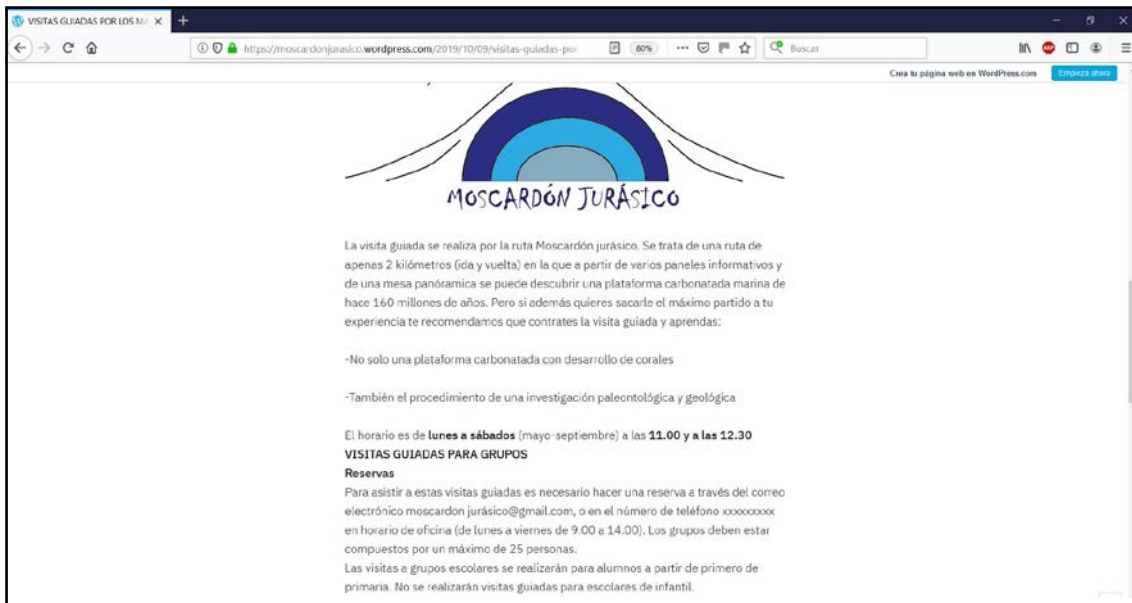 VISITAS GUIADAS POR LOS MA
https://moscardonjurasico.wordpress.com/2019/10/09/visitas-guiadas-por
80%
Buscar
Crea tu página web en WordPress.com
Empieza ahora
MOSCARDÓN JURÁSICO
La visita guiada se realiza por la ruta Moscardón jurásico. Se trata de una ruta de
apenas 2 kilómetros (ida y vuelta) en la que a partir de varios paneles informativos y
de una mesa panóramica se puede descubrir una plataforma carbonatada marina de
hace 160 millones de años. Pero si además quieres sacarle el máximo partido a tu
experiencia te recomendamos que contrates la visita guiada y aprendas:
-No solo una plataforma carbonatada con desarrollo de corales
-También el procedimiento de una investigación paleontológica y geológica
El horario es de lunes a sábados (mayo-septiembre) a las 11.00 y a las 12.30
VISITAS GUIADAS PARA GRUPOS
Reservas
Para asistir a estas visitas guiadas es necesario hacer una reserva a través del correo
electrónico moscardon jurásico@gmail.com, o en el número de teléfono xxxxxxxxx
en horario de oficina (de lunes a viernes de 9.00 a 14.00). Los grupos deben estar
compuestos por un máximo de 25 personas.
Las visitas a grupos escolares se realizarán para alumnos a partir de primero de
primaria. No se realizarán visitas guiadas para escolares de infantil.